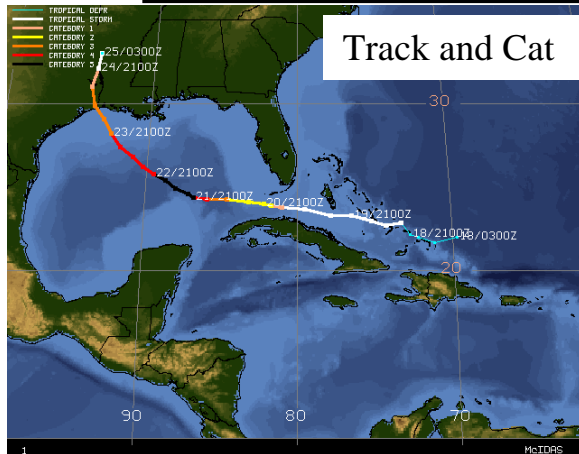 TROPICAL DEPR
TROPICAL STORM
CATEGORY 1
CATEGORY 2
CATEGORY 3
CATEGORY 4
CATEGORY 5
Track and Cat
25/0300Z
24/2100Z
30
23/2100Z
22/2100Z
21/2100Z
20/2100Z
19/2100Z
18/2100Z
18/0300Z
20
90
80
70
1
McIDAS